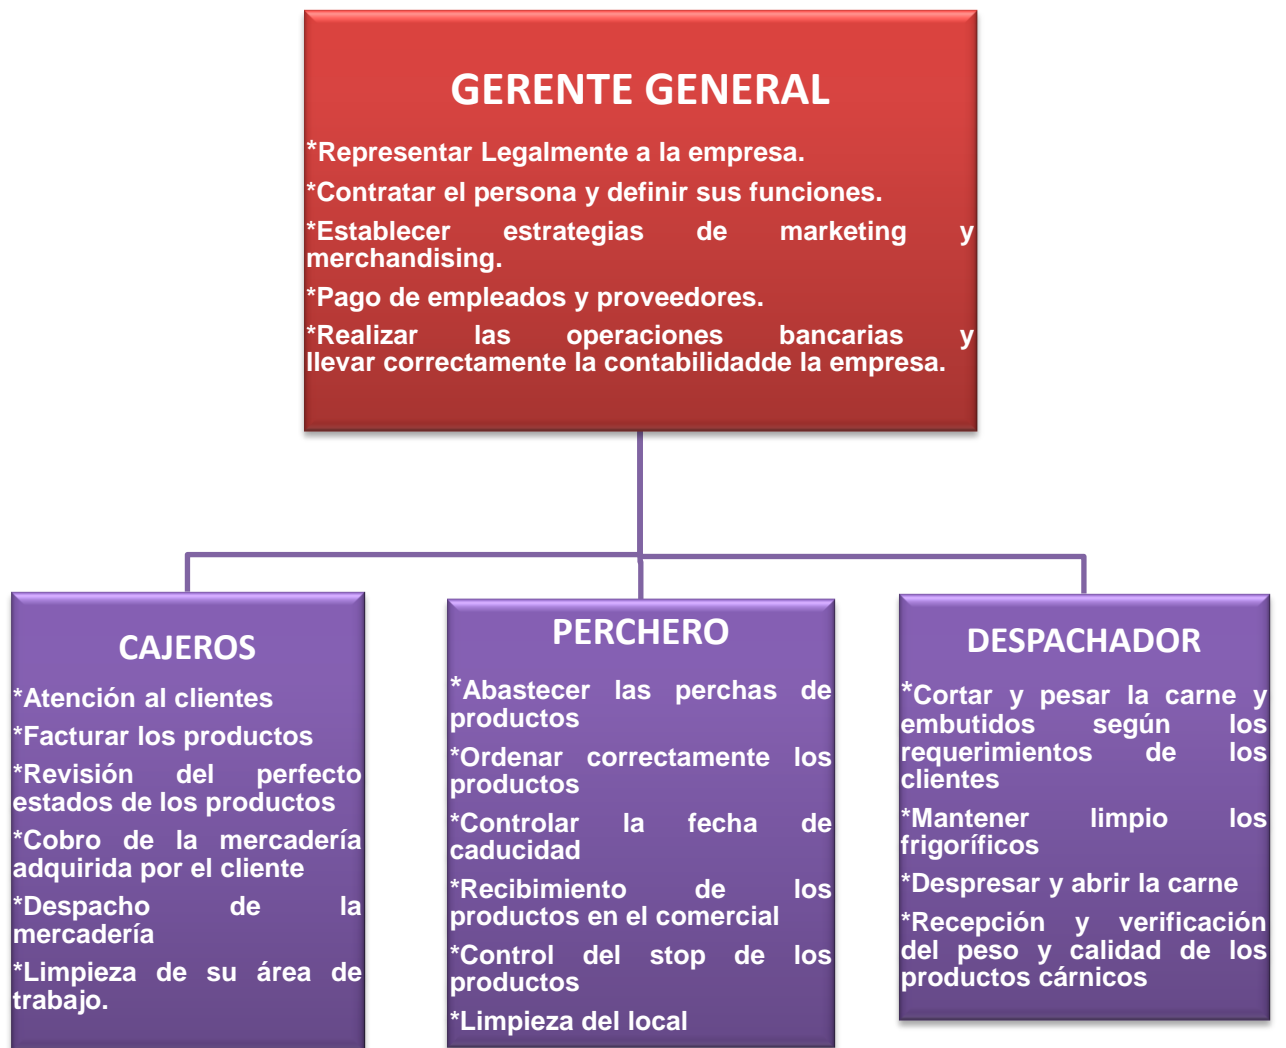 GERENTE GENERAL
*Representar Legalmente a la empresa.
*Contratar el persona y definir sus funciones.
*Establecer estrategias de marketing y
merchandising.
*Pago de empleados y proveedores.
*Realizar las operaciones bancarias y
llevar correctamente la contabilidadde la empresa.
CAJEROS
*Atención al clientes
*Facturar los productos
*Revisión del perfecto
estados de los productos
*Cobro de la mercadería
adquirida por el cliente
*Despacho de la
mercadería
*Limpieza de su área de
trabajo.
PERCHERO
*Abastecer las perchas de
productos
*Ordenar correctamente los
productos
*Controlar la fecha de
caducidad
*Recibimiento de los
productos en el comercial
*Control del stop de los
productos
*Limpieza del local
DESPACHADOR
*Cortar y pesar la carne y
embutidos según los
requerimientos de los
clientes
*Mantener limpio los
frigoríficos
*Despresar y abrir la carne
*Recepción y verificación
del peso y calidad de los
productos cárnicos